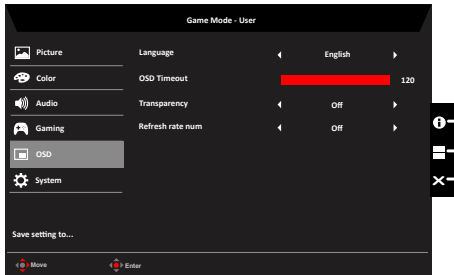 Game Mode - User
Picture
Language
English
Color
OSD Timeout
120
Audio
Transparency
Off
Gaming
Refresh rate num
Off
OSD
System
Save setting to...
Move
Enter